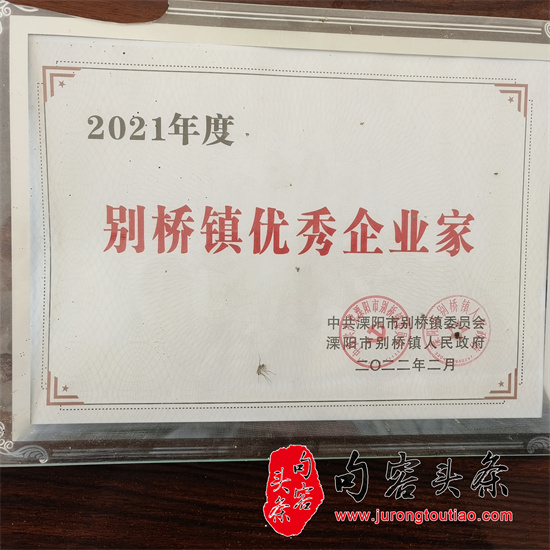 2021年度
别桥镇优秀企业家
中共溧阳市别桥镇委员会
溧阳市别桥镇人民政府
二〇二二年二月
句容头条
句容头条
www.jurongtoutiao.com